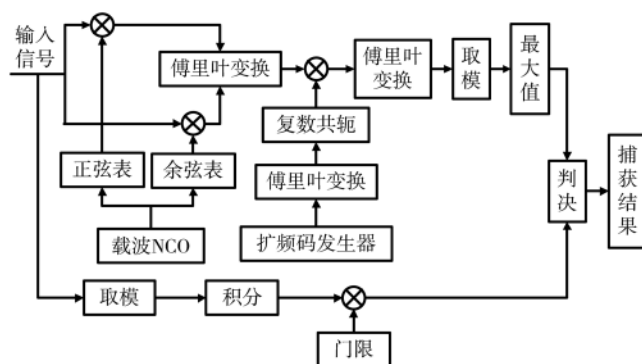 输入
信号
傅里叶变换
傅里叶
变换
取
模
最
大
值
复数共轭
正弦表
余弦表
傅里叶变换
载波NCO
扩频码发生器
判
决
捕
获
结
果
取模
积分
门限